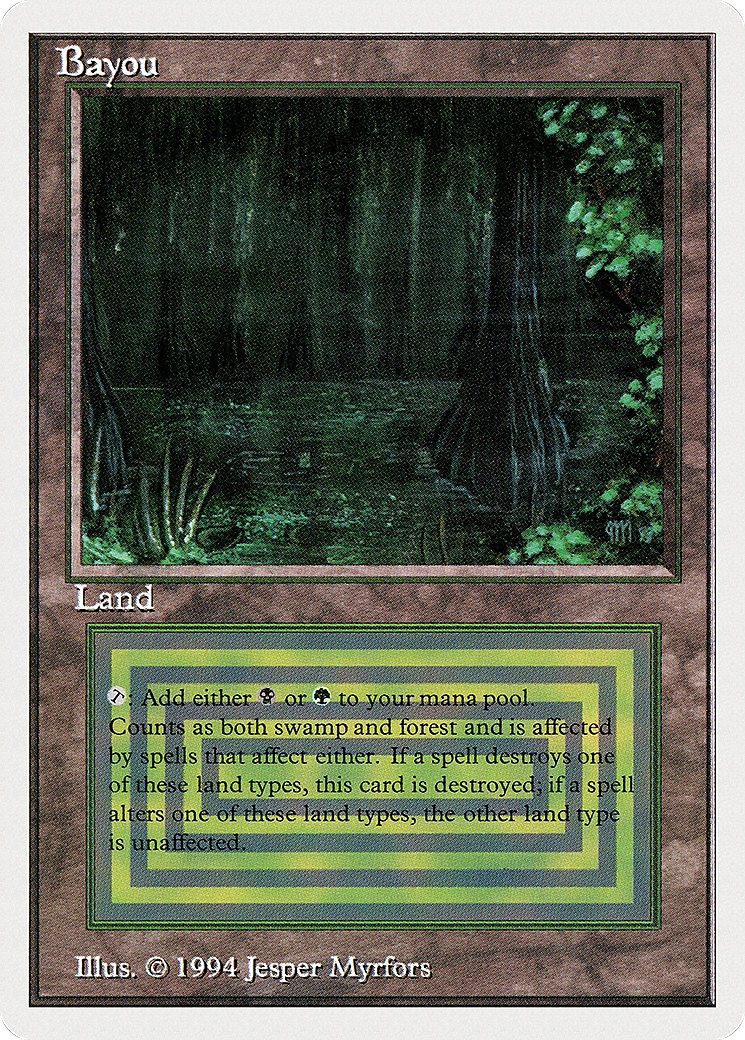 Bayou
Land
T: Add either or to your mana pool.
Counts as both swamp and forest and is affected
by spells that affect either. If a spell destroys one
of these land types, this card is destroyed; if a spell
alters one of these land types, the other land type
is unaffected.
Illus. © 1994 Jesper Myrfors